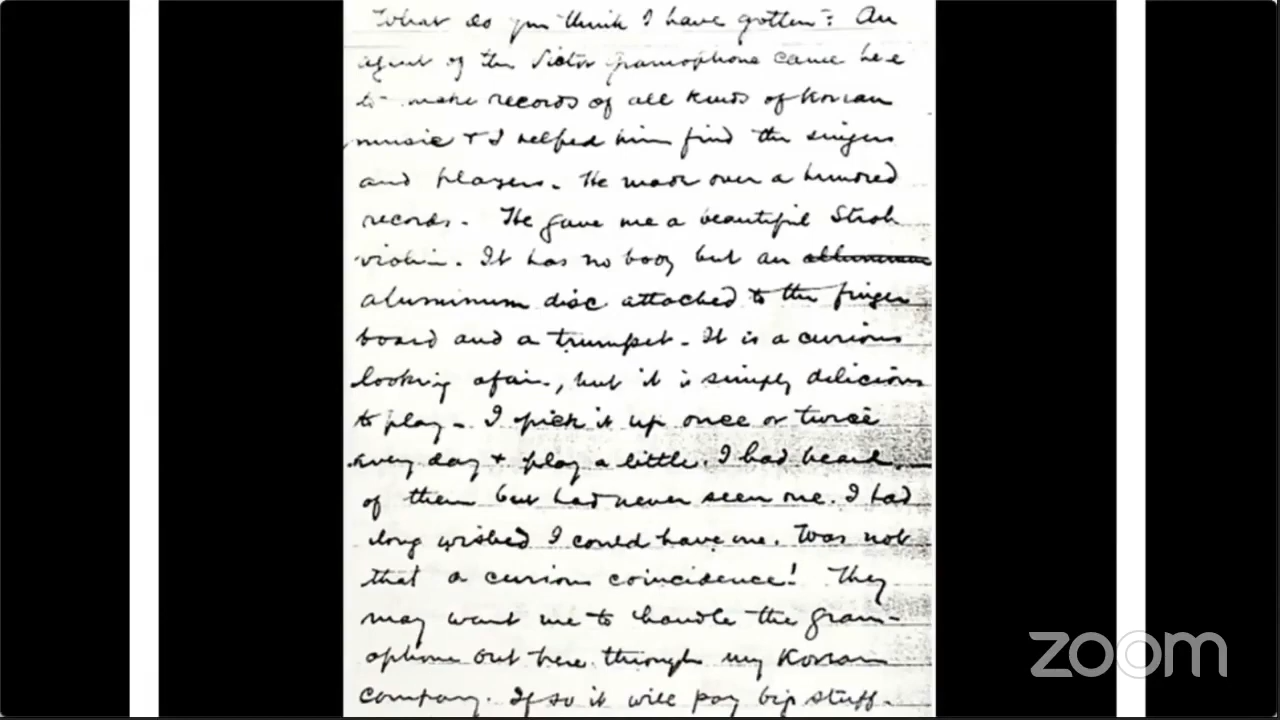 What do you think I have gotten? An
agent of the Victor Gramophone came here
to make records of all kinds of Korean
music + I helped him find the singers
and players. He made over a hundred
records. He gave me a beautiful Stroh
violin. It has no body but an alluminum
aluminum disc attached to the finger
board and a trumpet. It is a curious
looking afair, but it is simply delicious
to play. I pick it up once or twice
every day + play a little. I had heard
of them but had never seen one. I had
long wished I could have one. Was not
that a curious coincidence! They
may want me to handle the gram-
ophone out here through my Korean
company. If so it will pay big stuff.
zoom